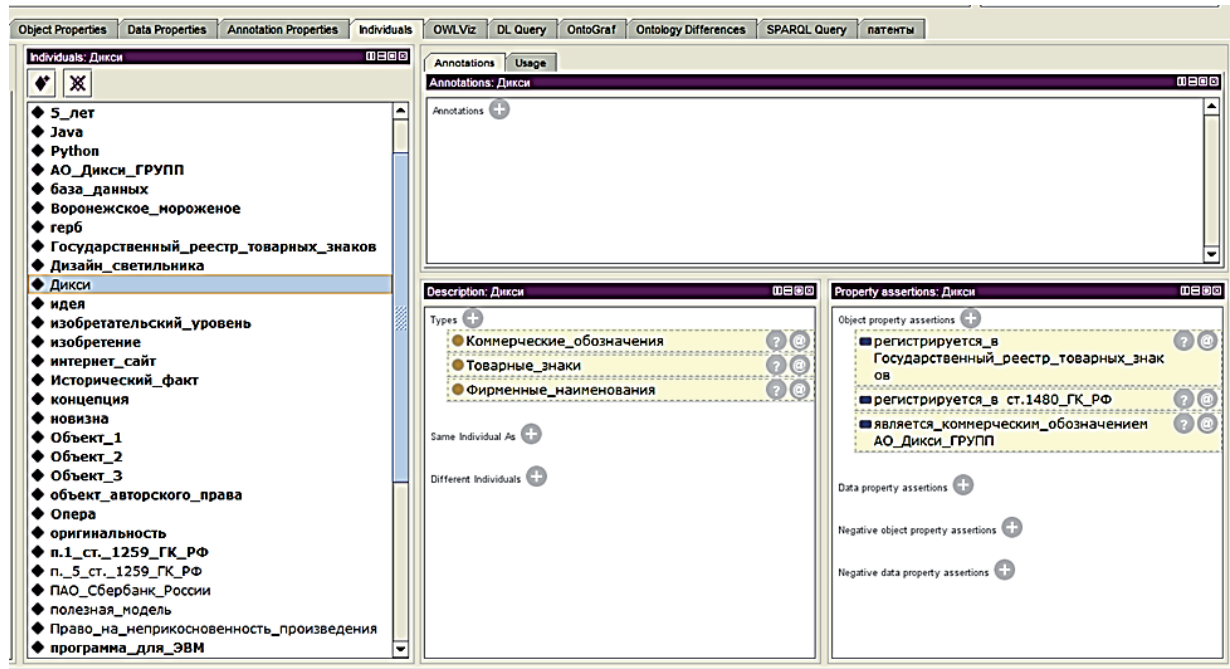 Object Properties
Data Properties
Annotation Properties
Individuals
OWLViz
DL Query
OntoGraf
Ontology Differences
SPARQL Query
патенты
Individuals: Дикси
5_лет
Java
Python
АО_Дикси_ГРУПП
база_данных
Воронежское_мороженое
герб
Государственный_реестр_товарных_знаков
Дизайн_светильника
Дикси
идея
изобретательский_уровень
изобретение
интернет_сайт
Исторический_факт
концепция
новизна
Объект_1
Объект_2
Объект_3
объект_авторского_права
Опера
оригинальность
п.1_ст._1259_ГК_РФ
п._5_ст._1259_ГК_РФ
ПАО_Сбербанк_России
полезная_модель
Право_на_неприкосновенность_произведения
программа_для_ЭВМ
Annotations
Usage
Annotations: Дикси
Annotations
Description: Дикси
Types
Коммерческие_обозначения
Товарные_знаки
Фирменные_наименования
Same Individual As
Different Individuals
Property assertions: Дикси
Object property assertions
регистрируется_в
Государственный_реестр_товарных_знак
ов
регистрируется_в ст.1480_ГК_РФ
является_коммерческим_обозначением
АО_Дикси_ГРУПП
Data property assertions
Negative object property assertions
Negative data property assertions